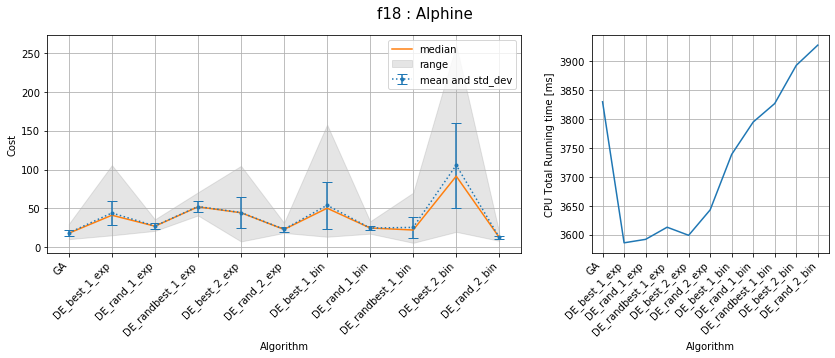 f18 : Alphine
median
range
mean and std_dev
Cost
250
200
150
100
50
0
GA
DE_best_1_exp
DE_rand_1_exp
DE_randbest_1_exp
DE_best_2_exp
DE_rand_2_exp
DE_best_1_bin
DE_rand_1_bin
DE_randbest_1_bin
DE_best_2_bin
DE_rand_2_bin
Algorithm
CPU Total Running time [ms]
3900
3850
3800
3750
3700
3650
3600
GA
DE_best_1_exp
DE_rand_1_exp
DE_randbest_1_exp
DE_best_2_exp
DE_rand_2_exp
DE_best_1_bin
DE_rand_1_bin
DE_randbest_1_bin
DE_best_2_bin
DE_rand_2_bin
Algorithm